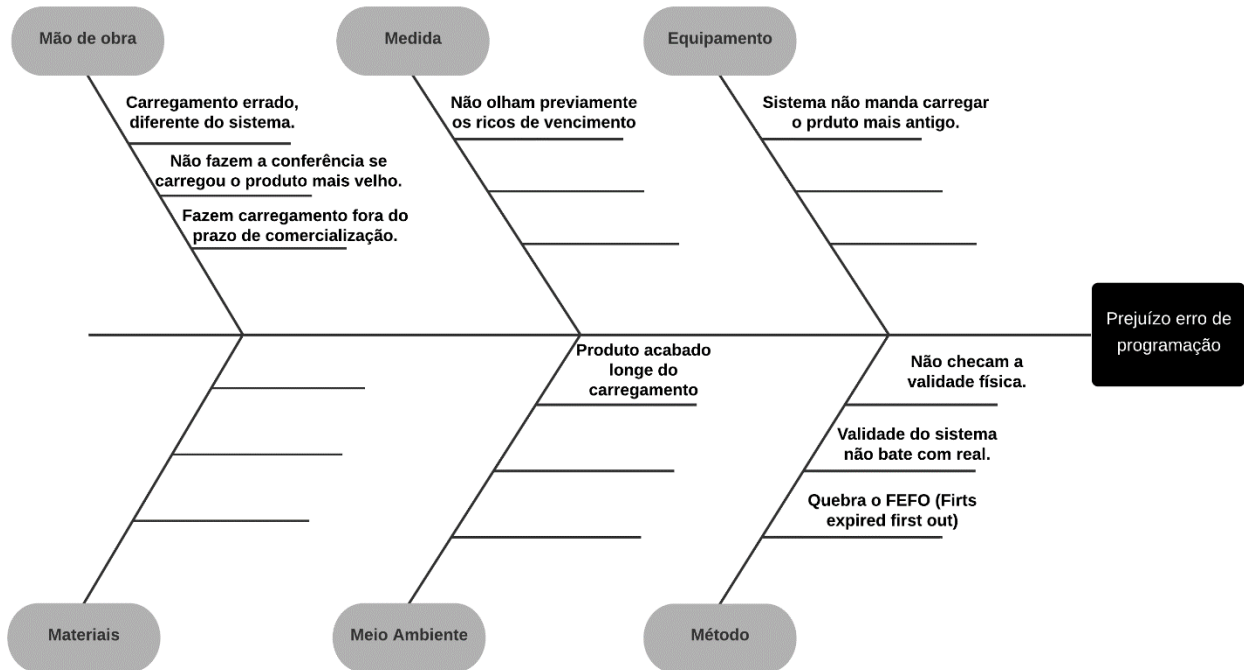 Mão de obra
Medida
Equipamento
Carregamento errado,
diferente do sistema.
Não fazem a conferência se
carregou o produto mais velho.
Fazem carregamento fora do
prazo de comercialização.
Não olham previamente
os ricos de vencimento
Sistema não manda carregar
o prduto mais antigo.
Prejuízo erro de
programação
Produto acabado
longe do
carregamento
Não checam a
validade física.
Validade do sistema
não bate com real.
Quebra o FEFO (Firts
expired first out)
Materiais
Meio Ambiente
Método